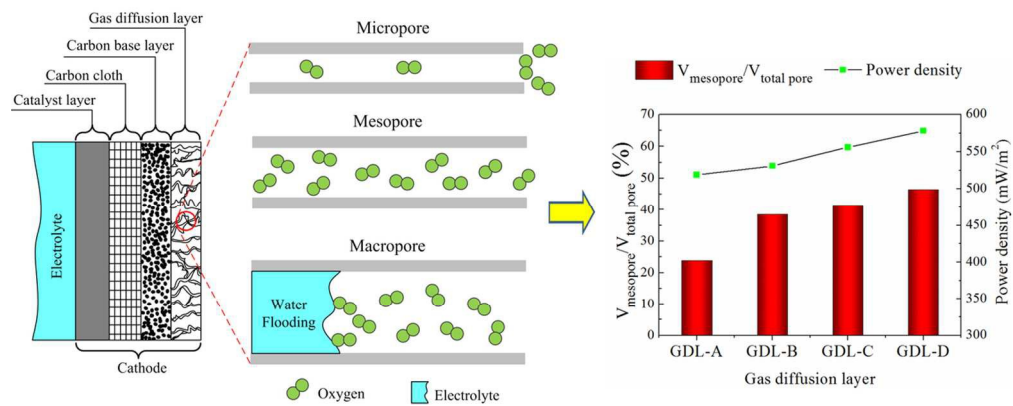 Gas diffusion layer
Carbon base layer
Carbon cloth
Catalyst layer
Electrolyte
Cathode
Micropore
Mesopore
Macropore
Water
Flooding
Oxygen
Electrolyte
Vmesopore/Vtotal pore
Power density
Vmesopore/Vtotal pore (%)
70
60
50
40
30
20
10
0
600
550
500
450
400
350
300
Power density (mW/m²)
GDL-A GDL-B GDL-C GDL-D
Gas diffusion layer